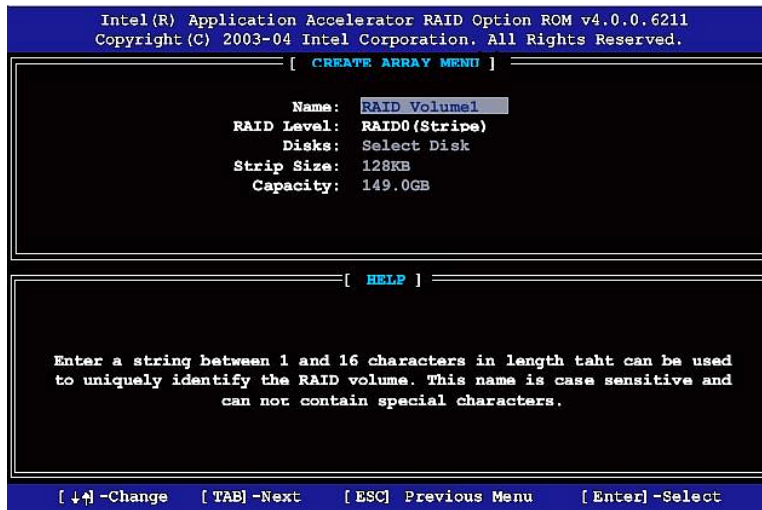 Intel(R) Application Accelerator RAID Option ROM v4.0.0.6211
Copyright(C) 2003-04 Intel Corporation. All Rights Reserved.
[ CREATE ARRAY MENU ]
Name: RAID Volume1
RAID Level: RAID0(Stripe)
Disks: Select Disk
Strip Size: 128KB
Capacity: 149.0GB
[ HELP ]
Enter a string between 1 and 16 characters in length taht can be used
to uniquely identify the RAID volume. This name is case sensitive and
can not contain special characters.
[↓↑]-Change [TAB]-Next [ESC] Previous Menu [Enter]-Select